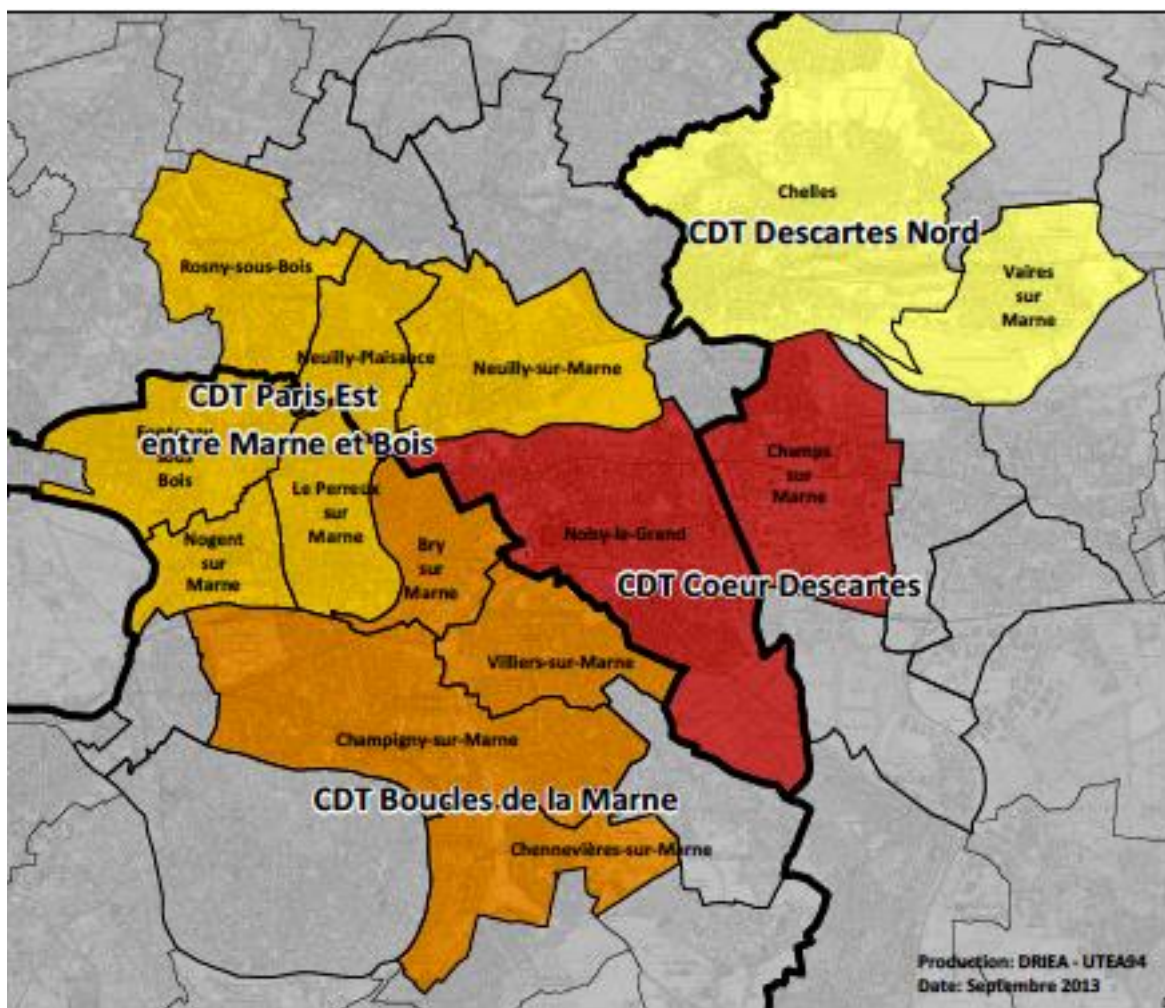 Chelles
CDT Descartes Nord
Rosny-sous-Bois
Vaires
sur
Marne
Neuilly-Plaisance
Neuilly-sur-Marne
CDT Paris Est
entre Marne et Bois
sous
Bois
Champs
sur
Marne
Le Perreux
sur
Marne
Noisy-le-Grand
Nogent
sur
Marne
Bry
sur
Marne
CDT Coeur Descartes
Villiers-sur-Marne
Champigny-sur-Marne
CDT Boucles de la Marne
Chennevières-sur-Marne
Production: DRIEA - UTEA94
Date: Septembre 2013